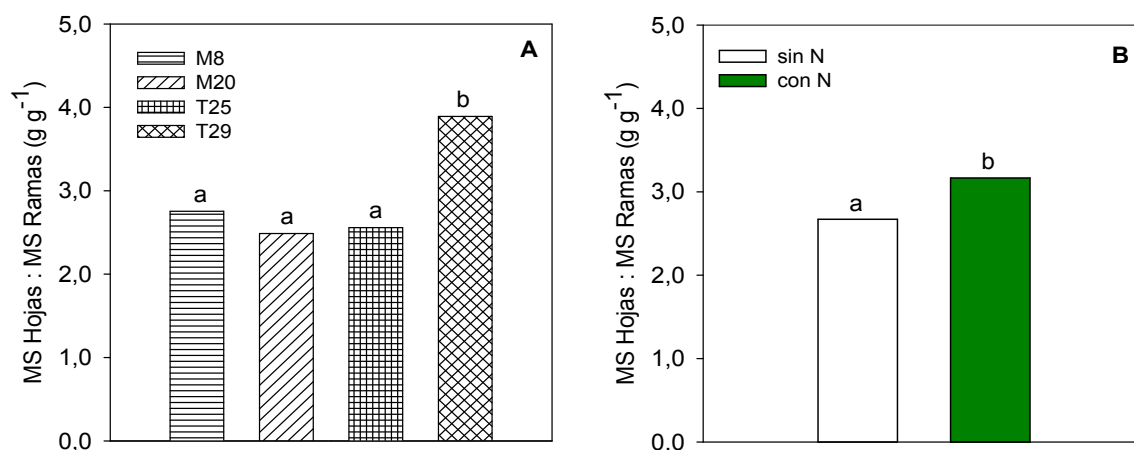 MS Hojas : MS Ramas (g g⁻¹)
5,0
4,0
3,0
2,0
1,0
0,0
A
M8
M20
T25
T29
a
a
a
b
MS Hojas : MS Ramas (g g⁻¹)
5,0
4,0
3,0
2,0
1,0
0,0
B
sin N
con N
a
b